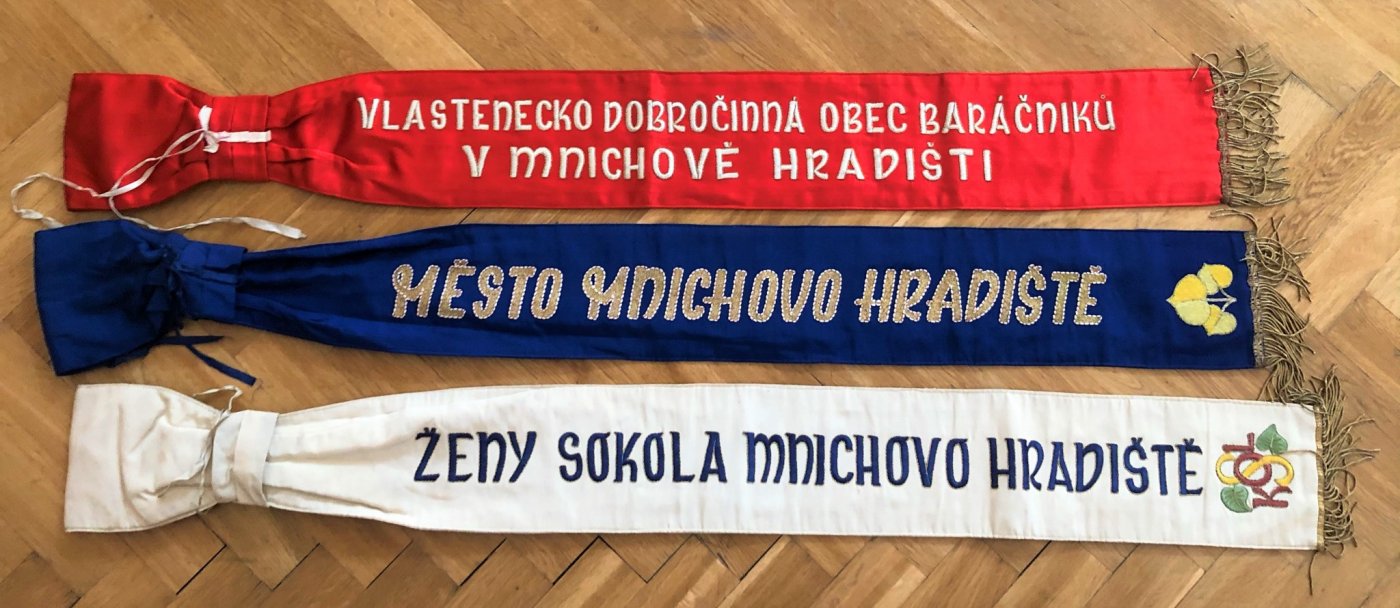 VLASTENECKO DOBROČINNÁ OBEC BARÁČNIKŮ
V MNICHOVĚ HRADIŠTI
MĚSTO MNICHOVO HRADIŠTĚ
ŽENY SOKOLA MNICHOVO HRADIŠTĚ